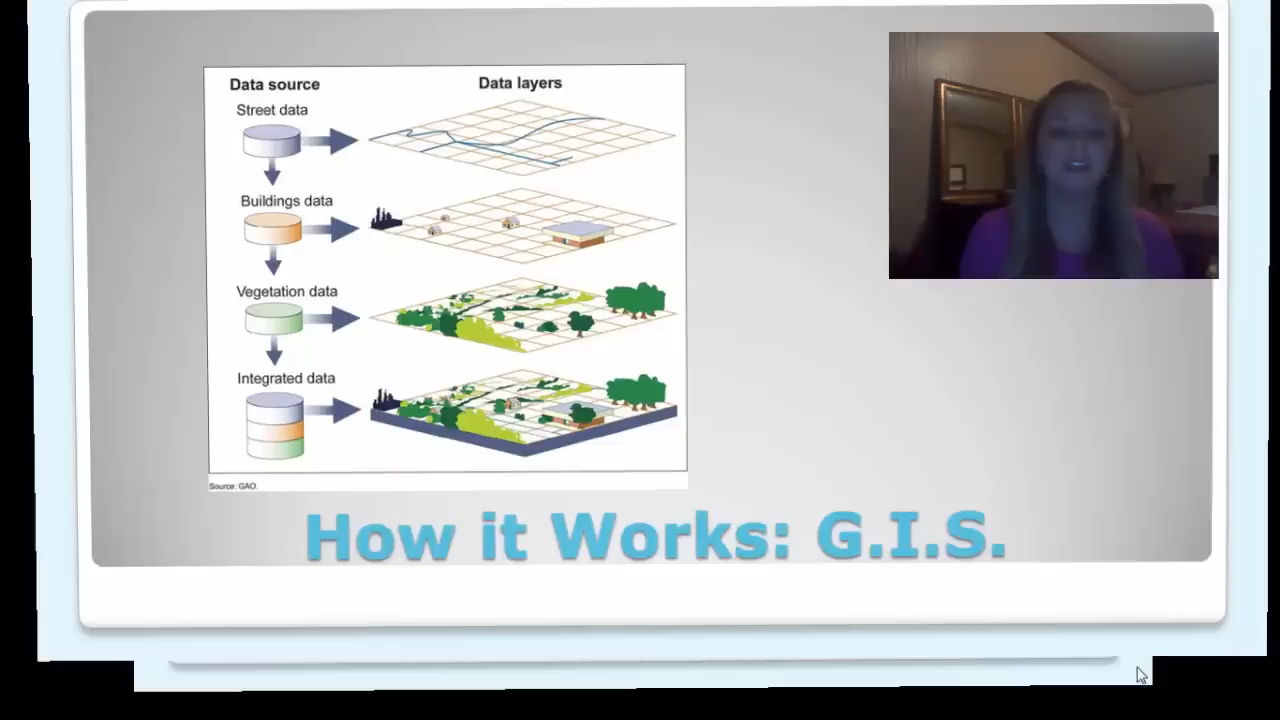 Data source
Data layers
Street data
Buildings data
Vegetation data
Integrated data
Source: GAO.
How it Works: G.I.S.